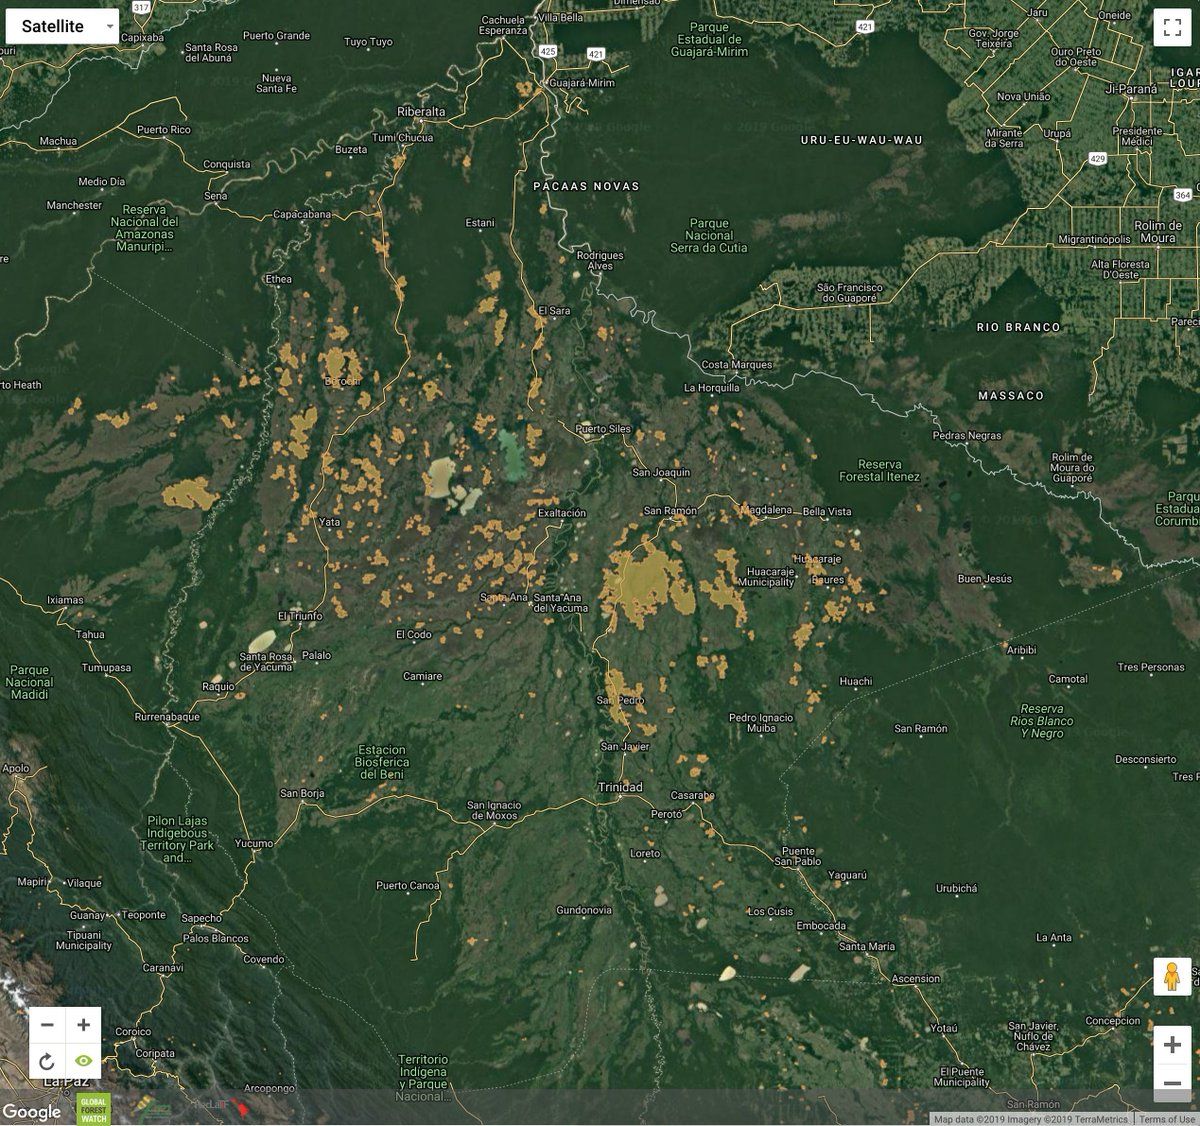 Satellite
317
Capixaba
Puerto Grande
Tuyo Tuyo
Cachuela
Esperanza
Villa Bella
Parque
Estadual de
Guajará-Mirim
421
Jaru
Oneide
Gov. Jorge
Teixeira
Santa Rosa
del Abuná
425
421
Ouro Preto
do Oeste
Nueva
Santa Fe
Guajará-Mirim
Nova União
Ji-Paraná
Riberalta
Machua
Puerto Rico
Tumi Chucua
Buzeta
URU-EU-WAU-WAU
Mirante
da Serra
Urupá
Presidente
Médici
Conquista
429
Medio Día
Sena
PACAAS NOVAS
364
Manchester
Reserva
Nacional del
Amazonas
Manuripi...
Capacabana
Estani
Parque
Nacional
Serra da Cutia
Rolim de
Moura
Migrantinópolis
Rodrigues
Alves
Alta Floresta
D'Oeste
Ethea
São Francisco
do Guaporé
El Sara
RIO BRANCO
Costa Marques
La Horquilla
MASSACO
Puerto Siles
Pedras Negras
San Joaquin
Reserva
Forestal Itenez
Rolim de
Moura do
Guaporé
Yata
Exaltación
San Ramón
Magdalena
Bella Vista
Huacaraje
Huacaraje
Municipality
Baures
Buen Jesús
Ixiamas
Santa Ana
Santa Ana
del Yacuma
El Triunfo
Tahua
El Codo
Santa Rosa
de Yacuma
Palalo
Aribibi
Parque
Nacional
Madidi
Tumupasa
Camiare
Raquio
Huachi
Camotal
Tres Personas
San Pedro
Rurrenabaque
Pedro Ignacio
Muiba
San Ramón
Reserva
Rios Blanco
Y Negro
San Javier
Estacion
Biosferica
del Beni
Desconsierto
Apolo
San Borja
Trinidad
Casarabe
San Ignacio
de Moxos
Perotó
Pilon Lajas
Indigebous
Territory Park
and...
Yucumo
Loreto
Puente
San Pablo
Yaguarú
Mapiri
Vilaque
Puerto Canoa
Urubichá
Guanay
Teoponte
Sapecho
Gundonovia
Los Cusis
Embocada
Tipuani
Municipality
Palos Blancos
Santa María
La Anta
Covendo
Caranavi
Ascension
Concepcion
Coroico
Yotaú
San Javier,
Ñuflo de
Chávez
Coripata
Territorio
Indígena
y Parque
Nacional...
El Puente
Municipality
La Paz
Arcopongo
San Ramón
Google
GLOBAL
FOREST
WATCH
Map data ©2019 Imagery ©2019 TerraMetrics
Terms of Use